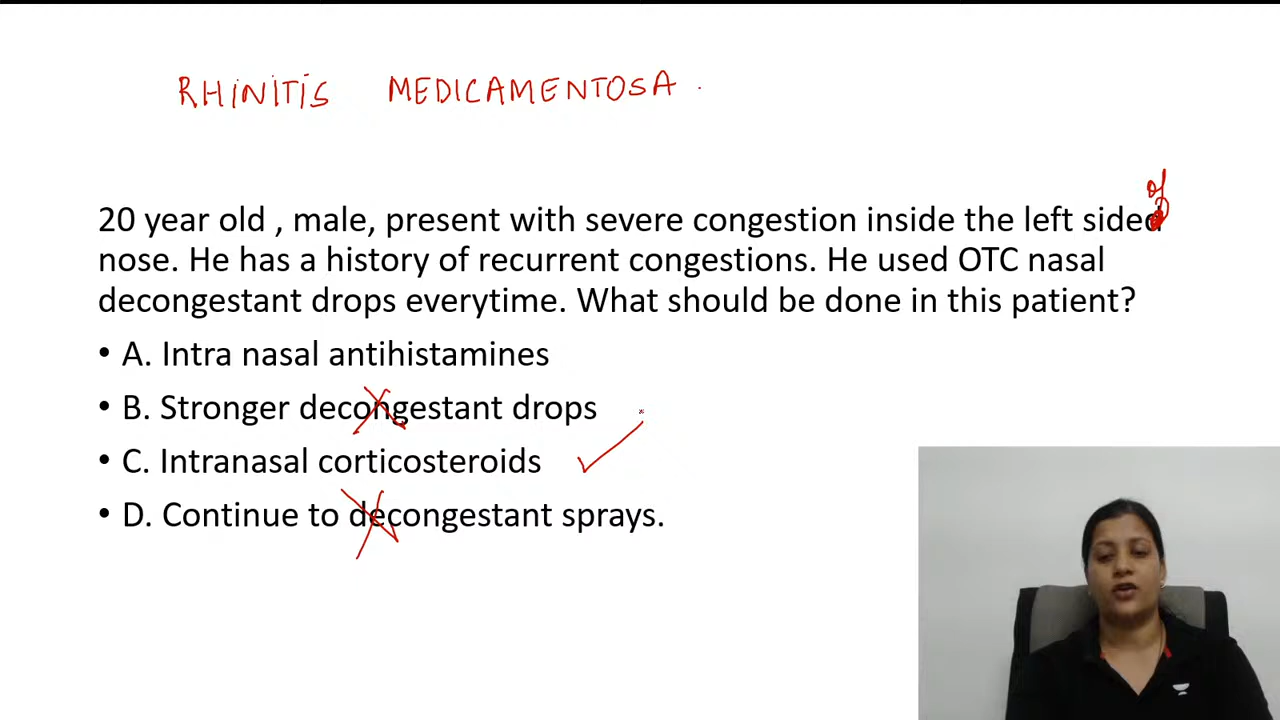 RHINITIS MEDICAMENTOSA.
of
20 year old , male, present with severe congestion inside the left sided
nose. He has a history of recurrent congestions. He used OTC nasal
decongestant drops everytime. What should be done in this patient?
• A. Intra nasal antihistamines
• B. Stronger decongestant drops
• C. Intranasal corticosteroids
• D. Continue to decongestant sprays.